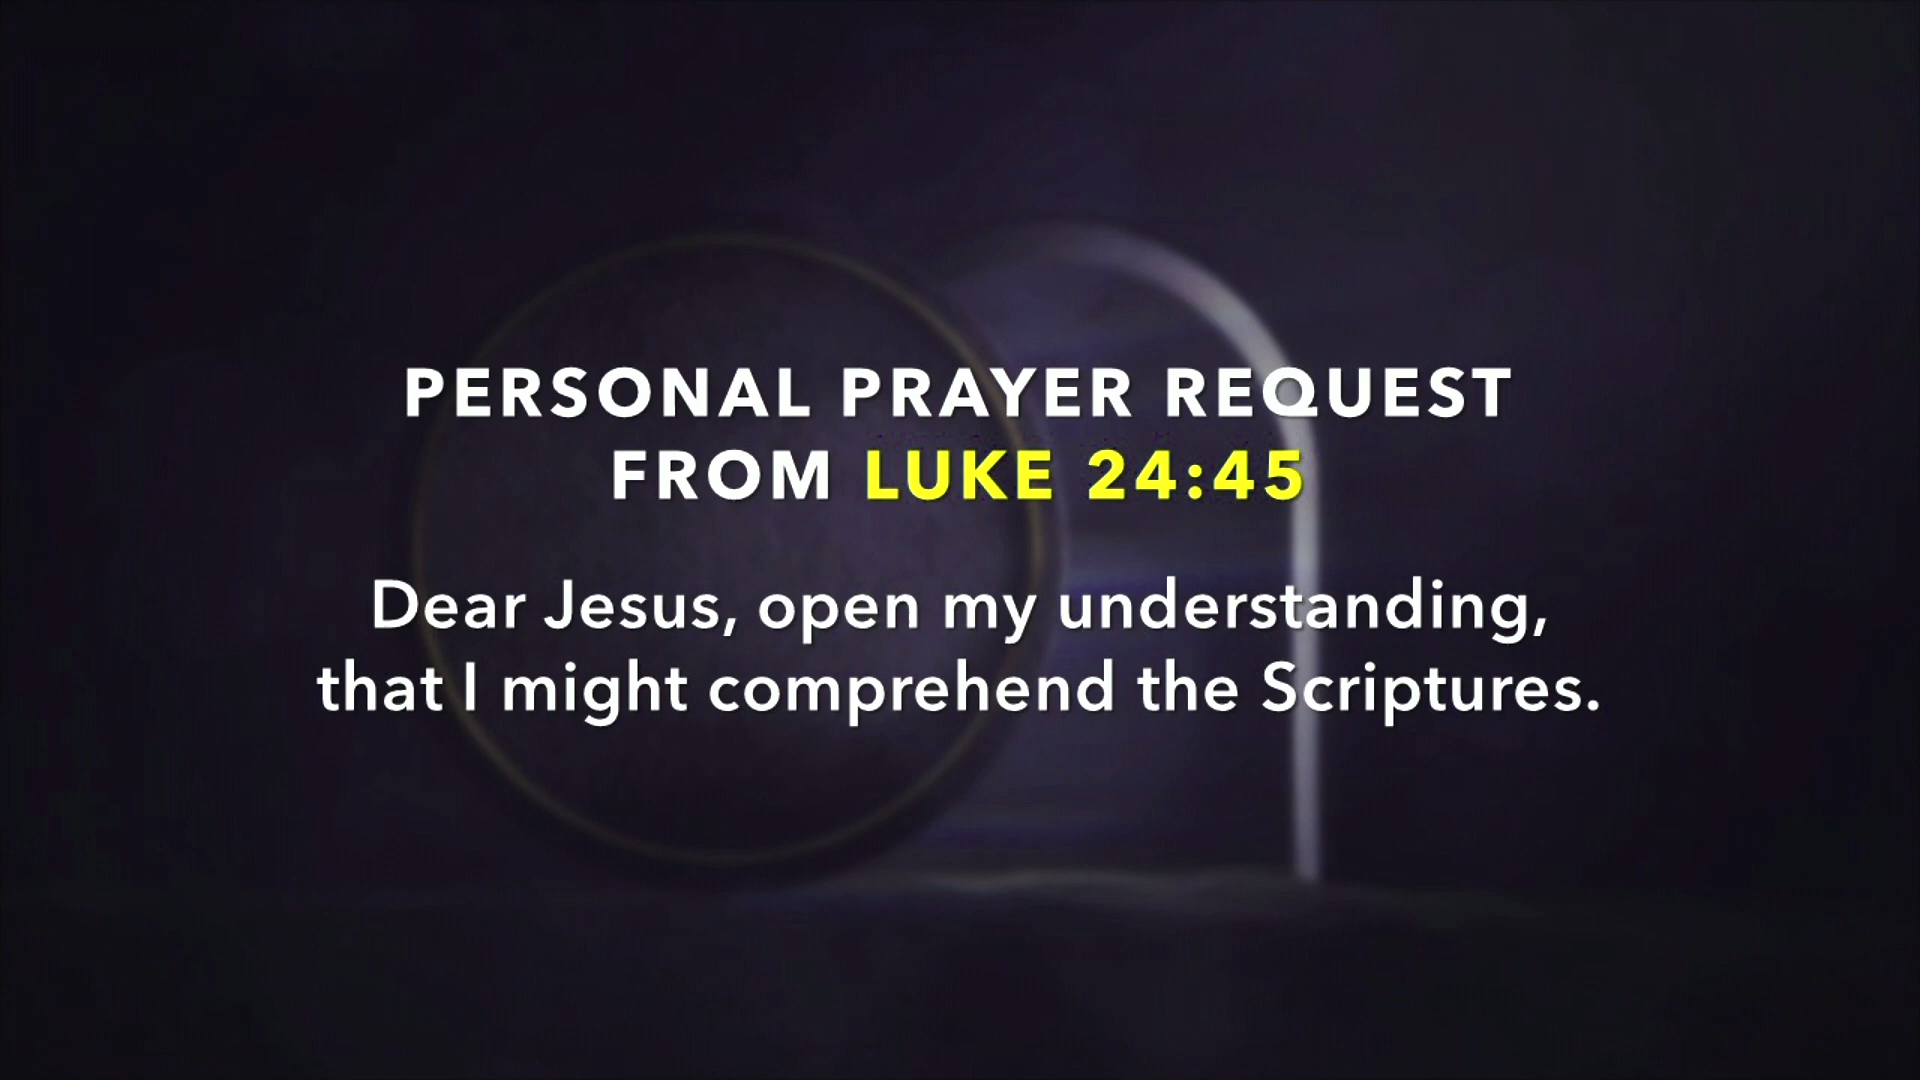 PERSONAL PRAYER REQUEST
FROM LUKE 24:45
Dear Jesus, open my understanding,
that I might comprehend the Scriptures.